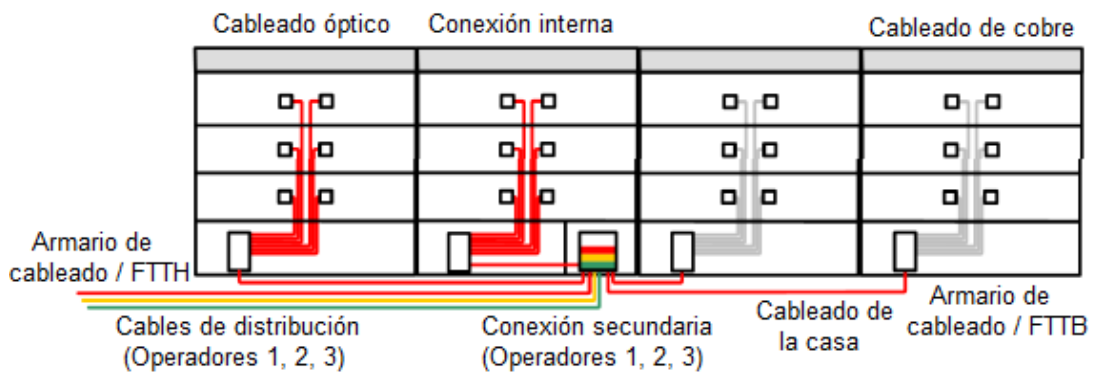 Cableado óptico
Conexión interna
Cableado de cobre
Armario de
cableado / FTTH
Cables de distribución
(Operadores 1, 2, 3)
Conexión secundaria
(Operadores 1, 2, 3)
Cableado de
la casa
Armario de
cableado / FTTB